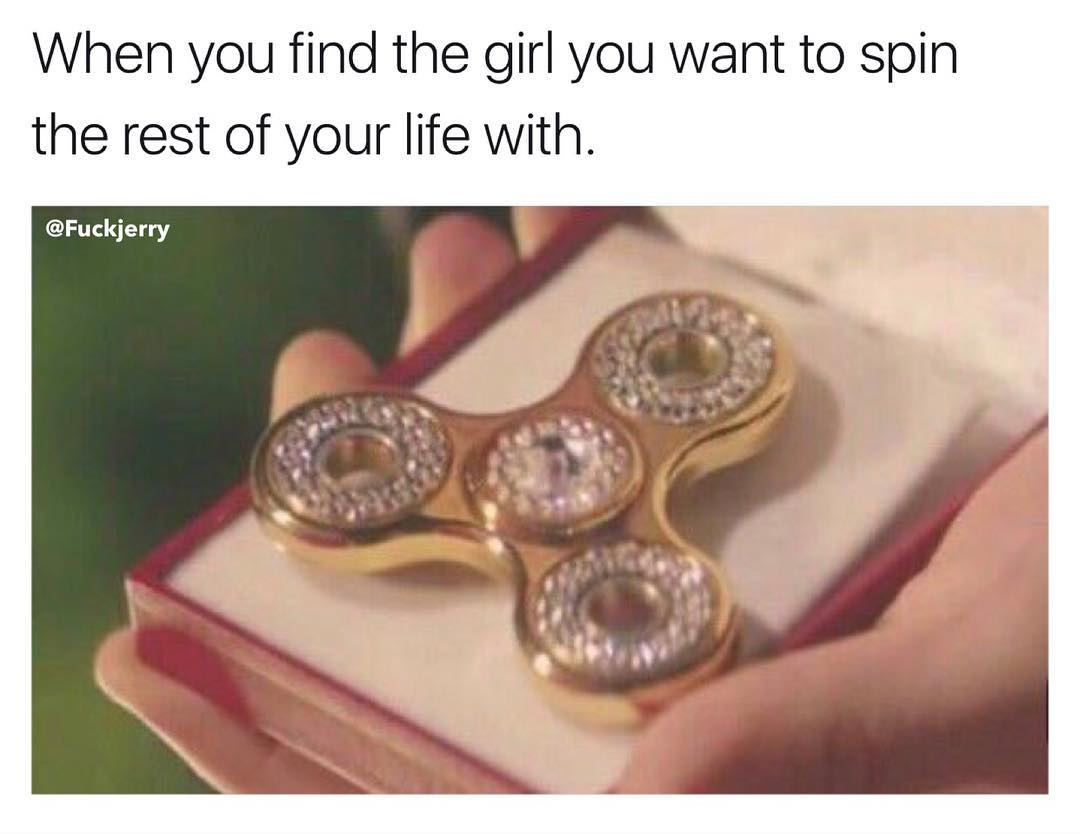 When you find the girl you want to spin
the rest of your life with.
@Fuckjerry